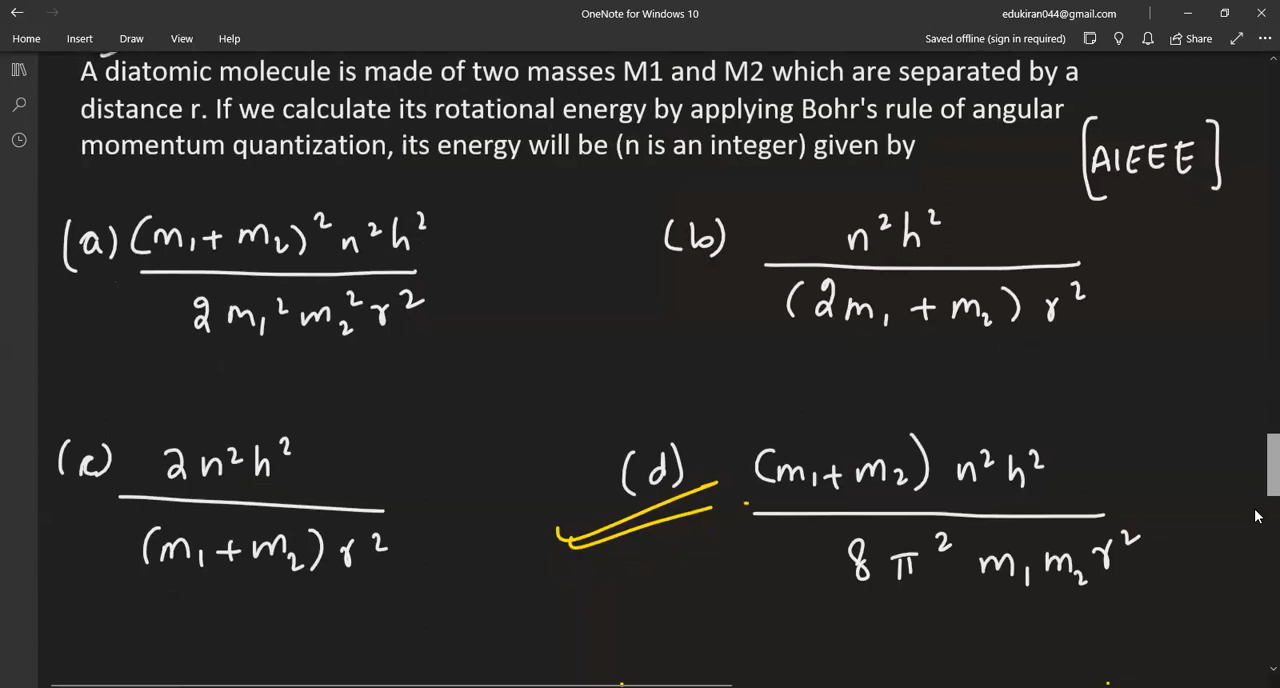 OneNote for Windows 10
edukiran044@gmail.com
Home Insert Draw View Help
Saved offline (sign in required) Share
A diatomic molecule is made of two masses M1 and M2 which are separated by a
distance r. If we calculate its rotational energy by applying Bohr's rule of angular
momentum quantization, its energy will be (n is an integer) given by
[AIEEE]
(a) (m₁ + m₂)² n² h²
2 m₁² m₂² r²
(b) n² h²
(2m₁ + m₂) r²
(c) 2 n² h²
(m₁ + m₂) r²
(d) (m₁ + m₂) n² h²
8 π² m₁ m₂ r²